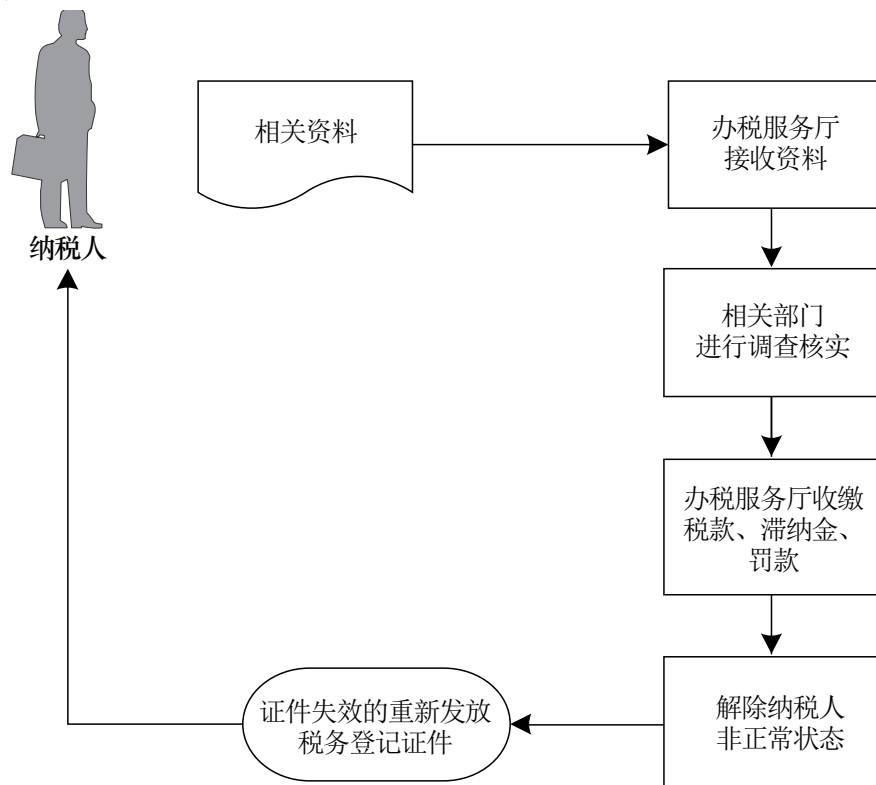 纳税人
相关资料
办税服务厅
接收资料
相关部门
进行调查核实
办税服务厅收缴
税款、滞纳金、
罚款
解除纳税人
非正常状态
证件失效的重新发放
税务登记证件